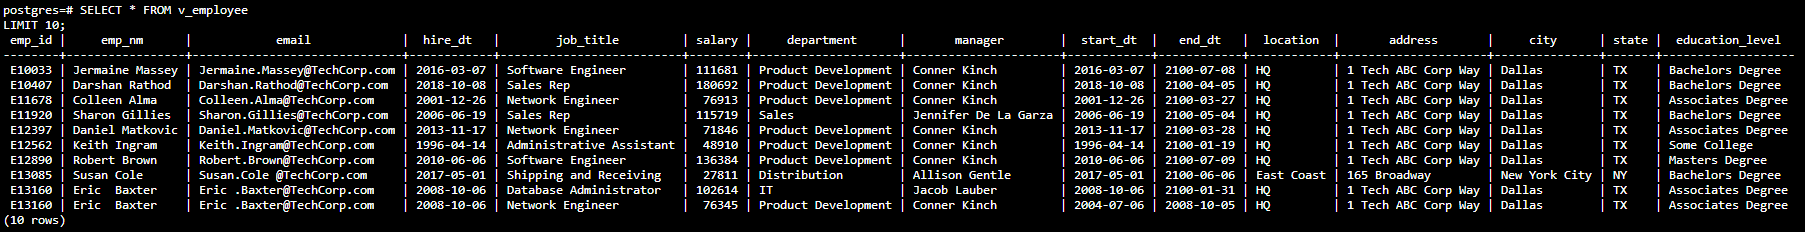 postgres=# SELECT * FROM v_employee
LIMIT 10;
 emp_id |     emp_nm      |            email            |  hire_dt   |       job_title        | salary |     department      |      manager        |  start_dt  |   end_dt   |  location  |      address       |     city      | state |  education_level
--------+-----------------+-----------------------------+------------+------------------------+--------+---------------------+---------------------+------------+------------+------------+--------------------+---------------+-------+-------------------
 E10033 | Jermaine Massey | Jermaine.Massey@TechCorp.com | 2016-03-07 | Software Engineer | 111681 | Product Development | Conner Kinch | 2016-03-07 | 2100-07-08 | HQ | 1 Tech ABC Corp Way | Dallas | TX | Bachelors Degree
 E10407 | Darshan Rathod | Darshan.Rathod@TechCorp.com | 2018-10-08 | Sales Rep | 180692 | Product Development | Conner Kinch | 2018-10-08 | 2100-04-05 | HQ | 1 Tech ABC Corp Way | Dallas | TX | Bachelors Degree
 E11678 | Colleen Alma | Colleen.Alma@TechCorp.com | 2001-12-26 | Network Engineer | 76913 | Product Development | Conner Kinch | 2001-12-26 | 2100-03-27 | HQ | 1 Tech ABC Corp Way | Dallas | TX | Associates Degree
 E11920 | Sharon Gillies | Sharon.Gillies@TechCorp.com | 2006-06-19 | Sales Rep | 115719 | Sales | Jennifer De La Garza | 2006-06-19 | 2100-05-04 | HQ | 1 Tech ABC Corp Way | Dallas | TX | Bachelors Degree
 E12397 | Daniel Matkovic | Daniel.Matkovic@TechCorp.com | 2013-11-17 | Network Engineer | 71846 | Product Development | Conner Kinch | 2013-11-17 | 2100-03-28 | HQ | 1 Tech ABC Corp Way | Dallas | TX | Associates Degree
 E12562 | Keith Ingram | Keith.Ingram@TechCorp.com | 1996-04-14 | Administrative Assistant | 48910 | Product Development | Conner Kinch | 1996-04-14 | 2100-01-19 | HQ | 1 Tech ABC Corp Way | Dallas | TX | Some College
 E12890 | Robert Brown | Robert.Brown@TechCorp.com | 2010-06-06 | Software Engineer | 136384 | Product Development | Conner Kinch | 2010-06-06 | 2100-07-09 | HQ | 1 Tech ABC Corp Way | Dallas | TX | Masters Degree
 E13085 | Susan Cole | Susan.Cole @TechCorp.com | 2017-05-01 | Shipping and Receiving | 27811 | Distribution | Allison Gentle | 2017-05-01 | 2100-06-06 | East Coast | 165 Broadway | New York City | NY | Bachelors Degree
 E13160 | Eric  Baxter | Eric .Baxter@TechCorp.com | 2008-10-06 | Database Administrator | 102614 | IT | Jacob Lauber | 2008-10-06 | 2100-01-31 | HQ | 1 Tech ABC Corp Way | Dallas | TX | Associates Degree
 E13160 | Eric  Baxter | Eric .Baxter@TechCorp.com | 2008-10-06 | Network Engineer | 76345 | Product Development | Conner Kinch | 2004-07-06 | 2008-10-05 | HQ | 1 Tech ABC Corp Way | Dallas | TX | Associates Degree
(10 rows)